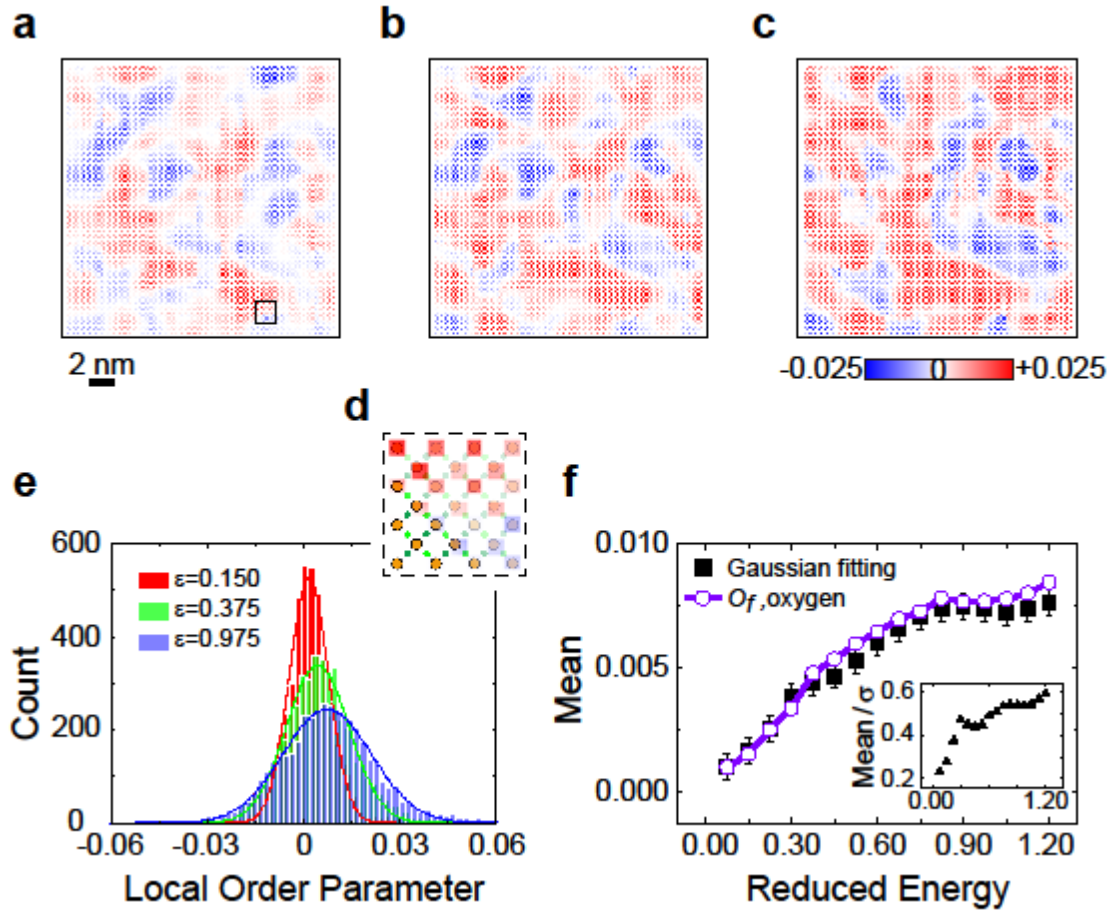 a
b
c
2 nm
-0.025 0 +0.025
d
e
f
600
400
200
0
Count
ε=0.150
ε=0.375
ε=0.975
-0.06 -0.03 0 0.03 0.06
Local Order Parameter
0.010
0.005
0.000
Mean
Gaussian fitting
Of,oxygen
0.6
0.4
0.2
Mean / σ
0.00 1.20
0.00 0.30 0.60 0.90 1.20
Reduced Energy